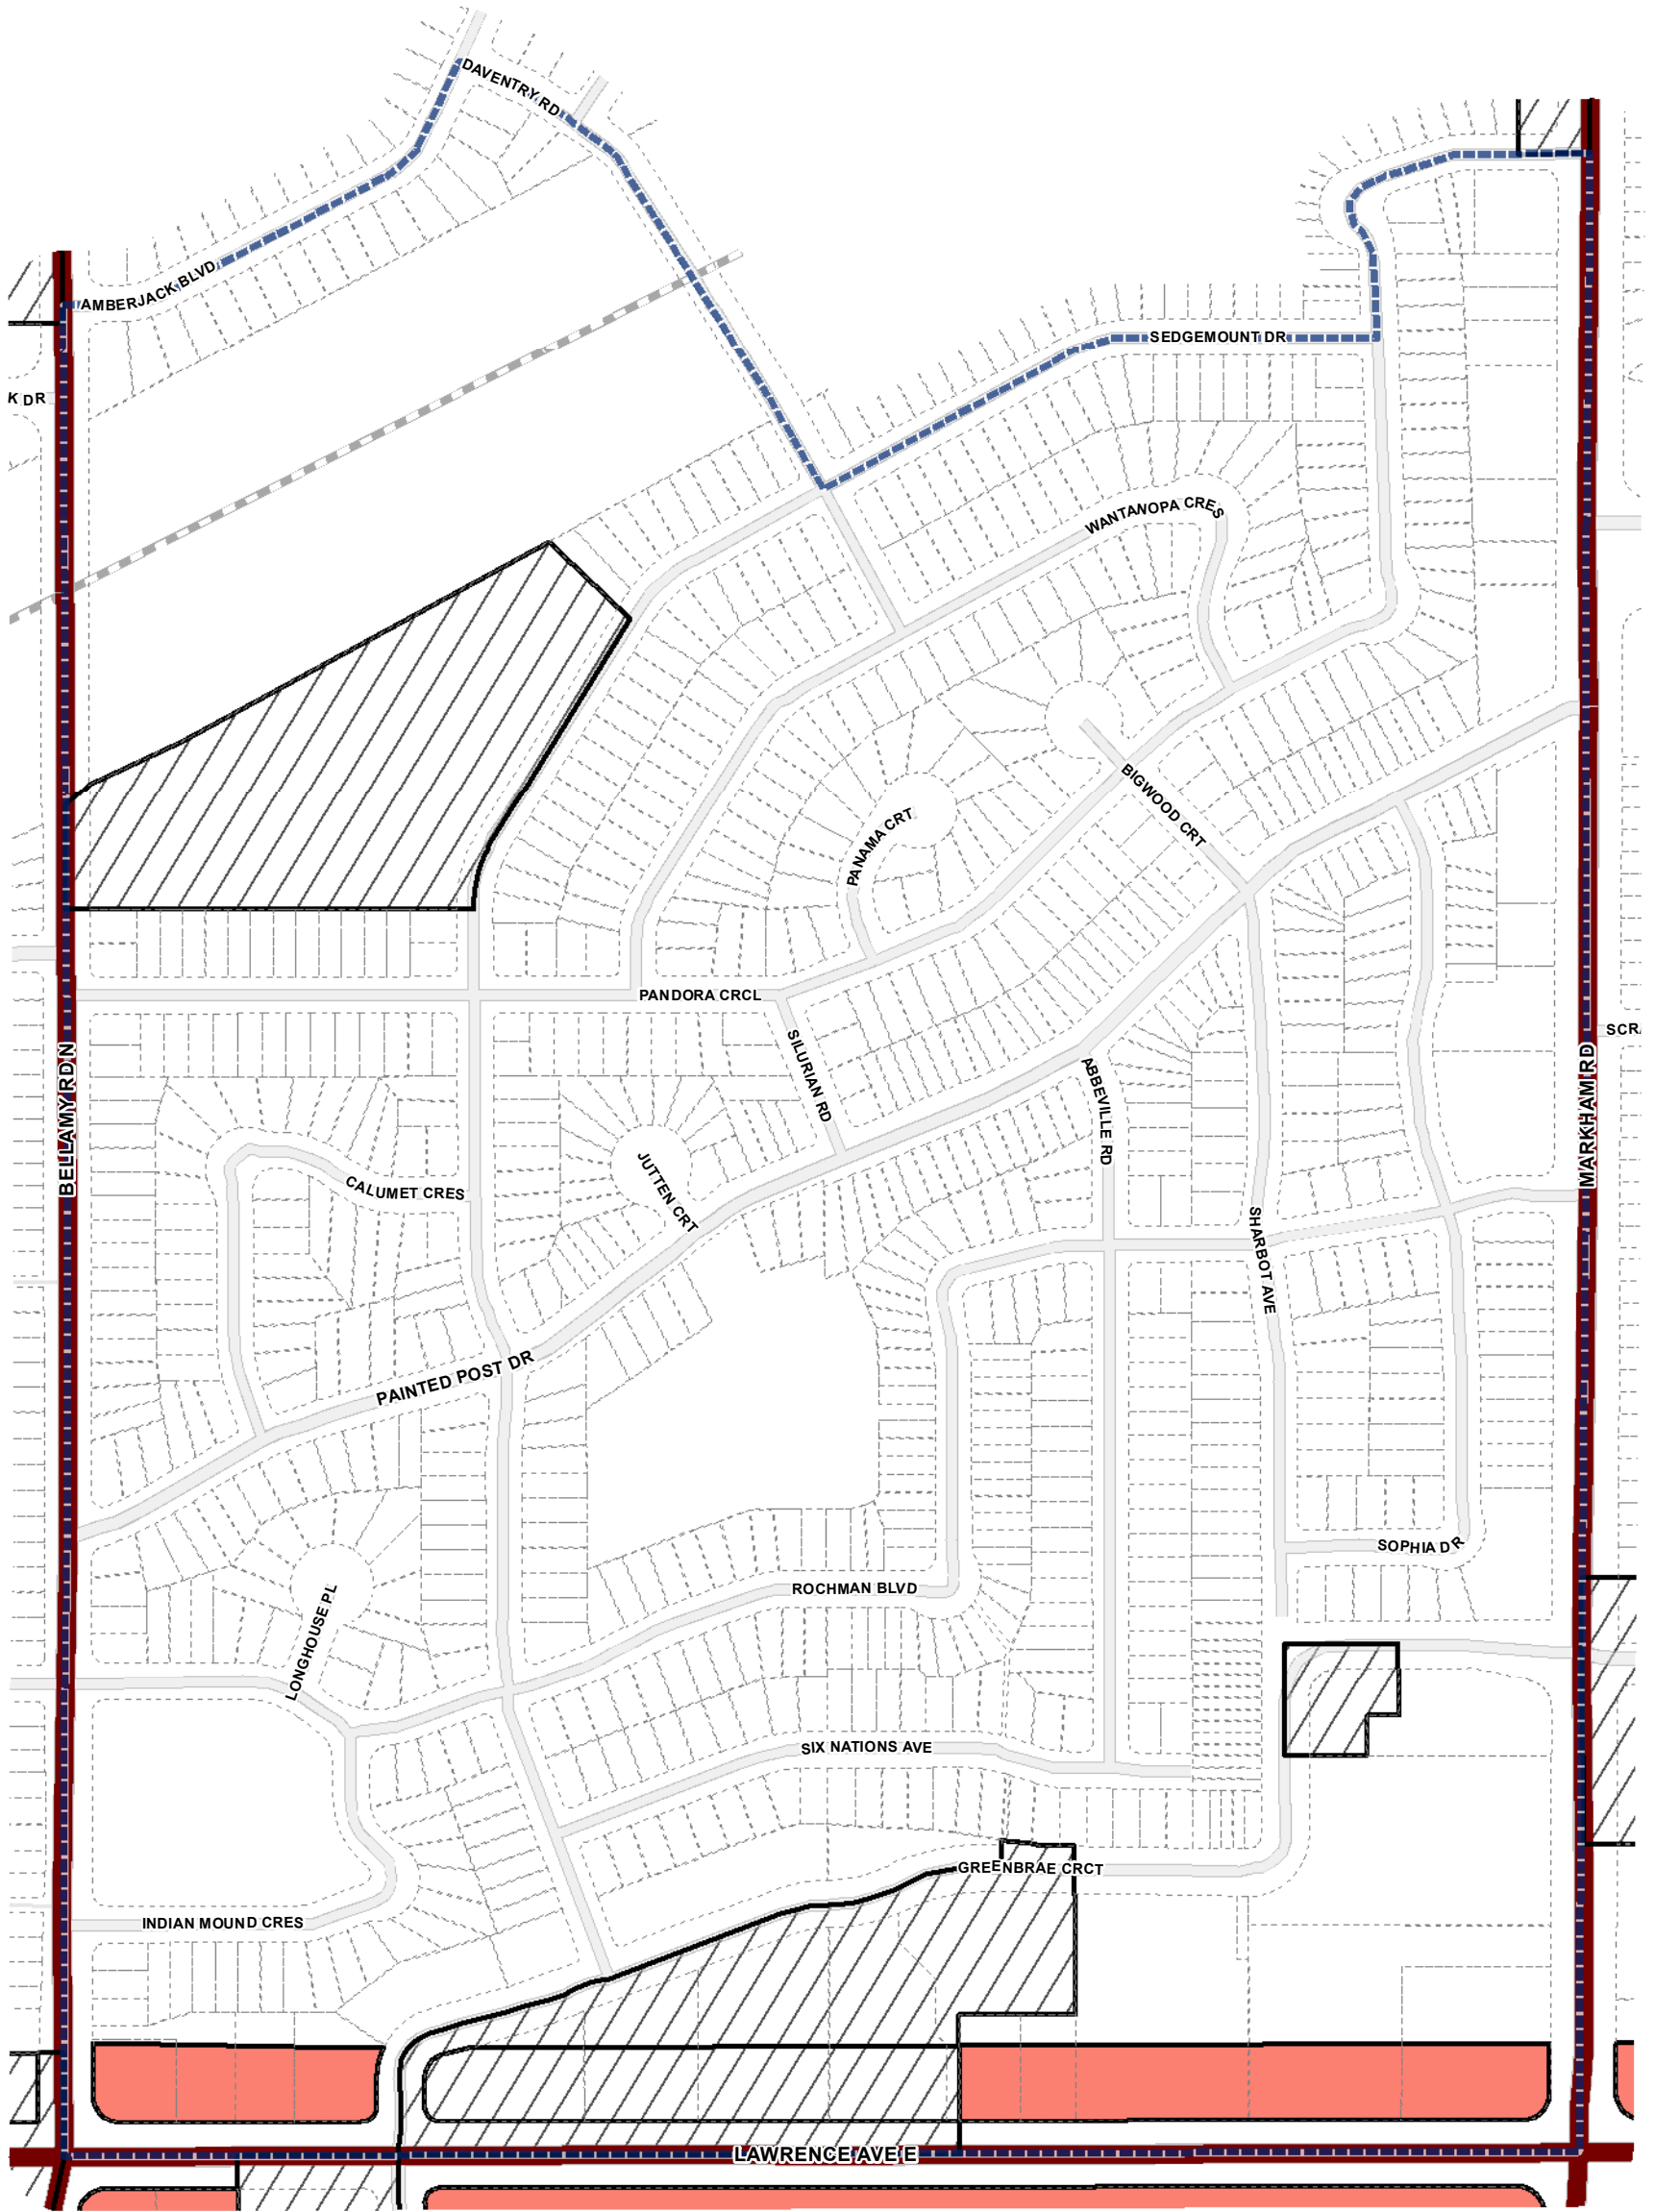 DAVENTRY RD
AMBERJACK BLVD
SEDGEMOUNT DR
K DR
WANTANOPA CRES
BIGWOOD CRT
PANAMA CRT
PANDORA CRCL
SCRA
SILURIAN RD
ABBEVILLE RD
BELLAMY RD N
MARKHAM RD
JUTTEN CRT
CALUMET CRES
SHARBOT AVE
PAINTED POST DR
SOPHIA DR
ROCHMAN BLVD
LONGHOUSE PL
SIX NATIONS AVE
GREENBRAE CRCT
INDIAN MOUND CRES
LAWRENCE AVE E